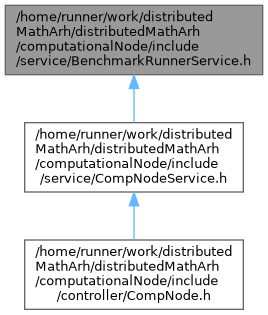 /home/runner/work/distributed
MathArh/distributedMathArh
/computationalNode/include
/service/BenchmarkRunnerService.h
/home/runner/work/distributed
MathArh/distributedMathArh
/computationalNode/include
/service/CompNodeService.h
/home/runner/work/distributed
MathArh/distributedMathArh
/computationalNode/include
/controller/CompNode.h